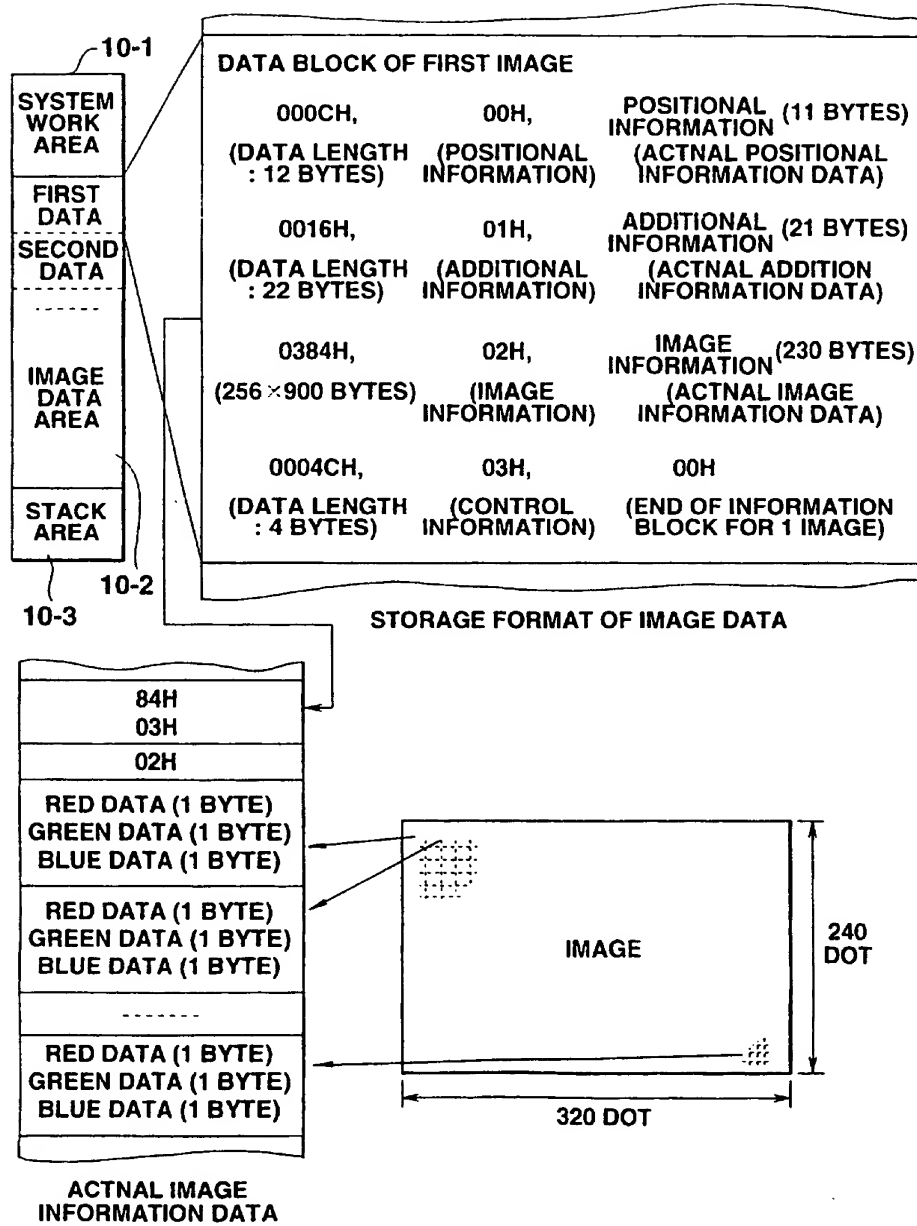 10-1
SYSTEM
WORK
AREA
FIRST
DATA
SECOND
DATA
IMAGE
DATA
AREA
STACK
AREA
10-2
10-3
DATA BLOCK OF FIRST IMAGE
000CH, 00H, POSITIONAL INFORMATION (11 BYTES)
(DATA LENGTH : 12 BYTES) (POSITIONAL INFORMATION) (ACTNAL POSITIONAL INFORMATION DATA)
0016H, 01H, ADDITIONAL INFORMATION (21 BYTES)
(DATA LENGTH : 22 BYTES) (ADDITIONAL INFORMATION) (ACTNAL ADDITION INFORMATION DATA)
0384H, 02H, IMAGE INFORMATION (230 BYTES)
(256×900 BYTES) (IMAGE INFORMATION) (ACTNAL IMAGE INFORMATION DATA)
0004CH, 03H, 00H
(DATA LENGTH : 4 BYTES) (CONTROL INFORMATION) (END OF INFORMATION BLOCK FOR 1 IMAGE)
STORAGE FORMAT OF IMAGE DATA
84H
03H
02H
RED DATA (1 BYTE)
GREEN DATA (1 BYTE)
BLUE DATA (1 BYTE)
RED DATA (1 BYTE)
GREEN DATA (1 BYTE)
BLUE DATA (1 BYTE)
RED DATA (1 BYTE)
GREEN DATA (1 BYTE)
BLUE DATA (1 BYTE)
ACTNAL IMAGE
INFORMATION DATA
IMAGE
240
DOT
320 DOT